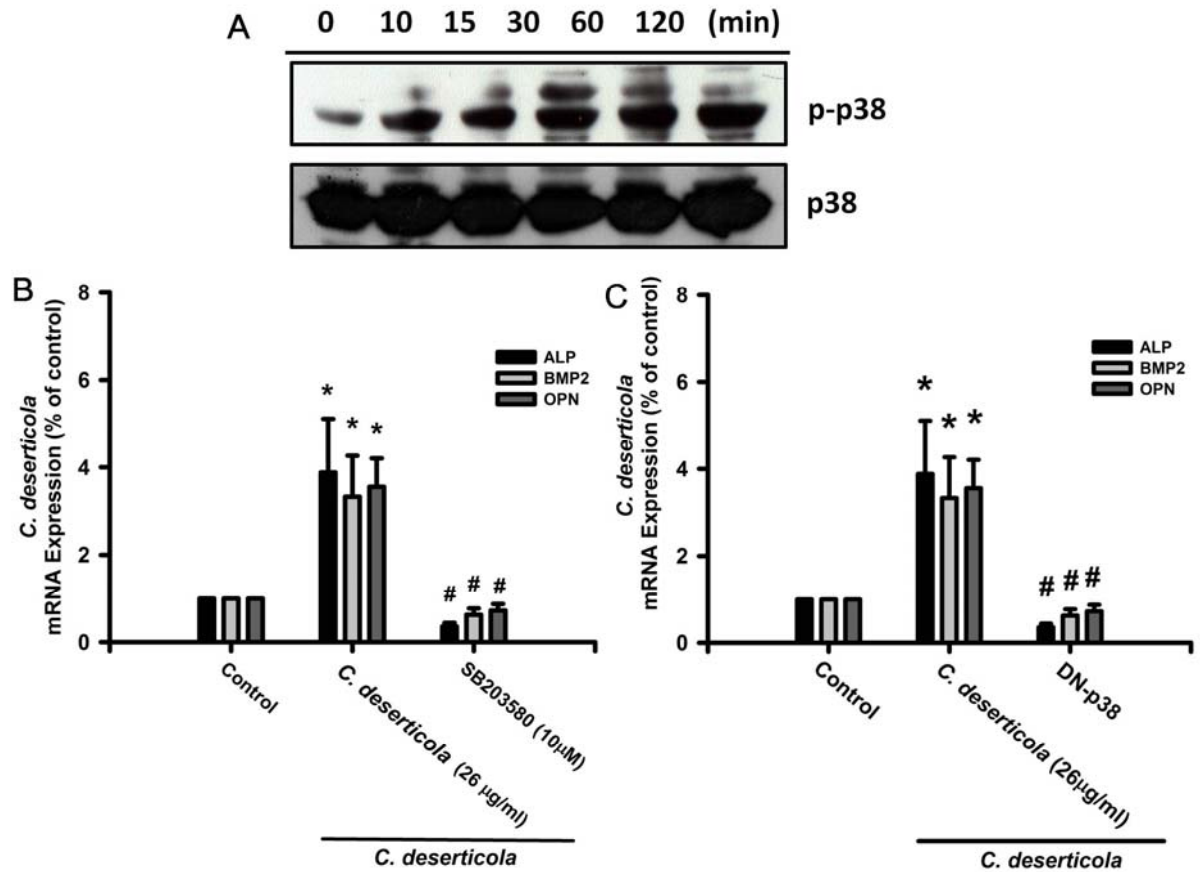 A
0 10 15 30 60 120 (min)
p-p38
p38
B
C. deserticola
mRNA Expression (% of control)
8
6
4
2
0
ALP
BMP2
OPN
*
*
*
#
#
#
Control
C. deserticola (26 μg/ml)
SB203580 (10μM)
C. deserticola
C
C. deserticola
mRNA Expression (% of control)
8
6
4
2
0
ALP
BMP2
OPN
*
*
*
#
#
#
Control
C. deserticola (26μg/ml)
DN-p38
C. deserticola